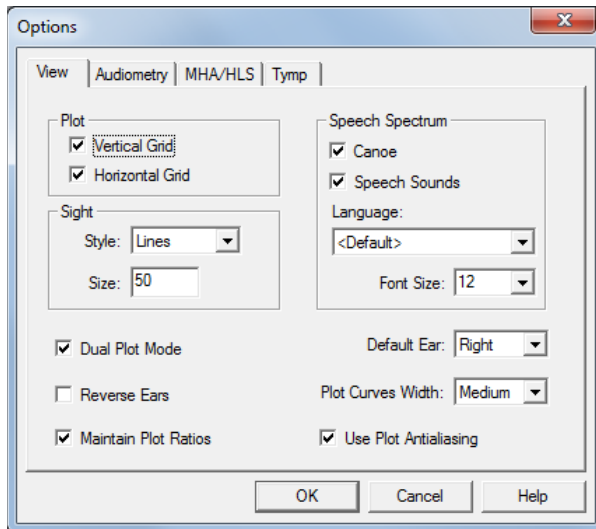 Options
View Audiometry MHA/HLS Tymp
Plot
Vertical Grid
Horizontal Grid
Sight
Style: Lines
Size: 50
Speech Spectrum
Canoe
Speech Sounds
Language:
<Default>
Font Size: 12
Dual Plot Mode
Default Ear: Right
Reverse Ears
Plot Curves Width: Medium
Maintain Plot Ratios
Use Plot Antialiasing
OK Cancel Help